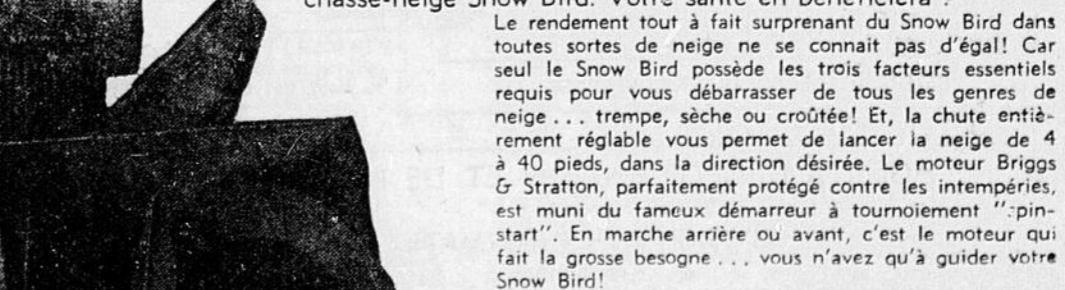 chasse-neige Snow Bird. Votre santé en bénéficiera !
Le rendement tout à fait surprenant du Snow Bird dans
toutes sortes de neige ne se connait pas d'égal! Car
seul le Snow Bird possède les trois facteurs essentiels
requis pour vous débarrasser de tous les genres de
neige ... trempe, sèche ou croûtée! Et, la chute entiè-
rement réglable vous permet de lancer la neige de 4
à 40 pieds, dans la direction désirée. Le moteur Briggs
& Stratton, parfaitement protégé contre les intempéries,
est muni du fameux démarreur à tournoiement "spin-
start". En marche arrière ou avant, c'est le moteur qui
fait la grosse besogne ... vous n'avez qu'à guider votre
Snow Bird!